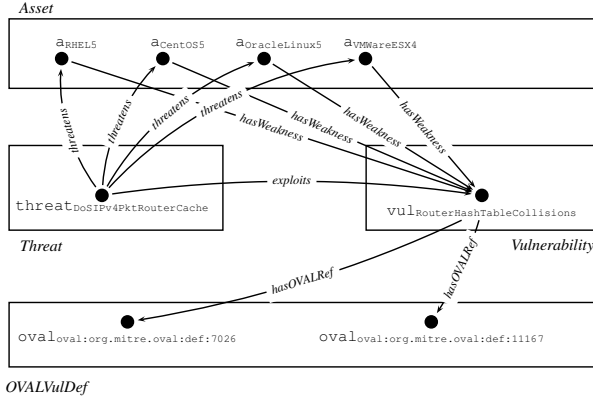 Asset
aRHEL5 aCentOS5 aOracleLinux5 aVMWareESX4
threatens threatens threatens threatens hasWeakness hasWeakness hasWeakness hasWeakness
exploits
threatDoSIPv4PktRouterCache vulRouterHashTableCollisions
Threat Vulnerability
hasOVALRef hasOVALRef
ovaloval:org.mitre.oval:def:7026 ovaloval:org.mitre.oval:def:11167
OVALVulDef